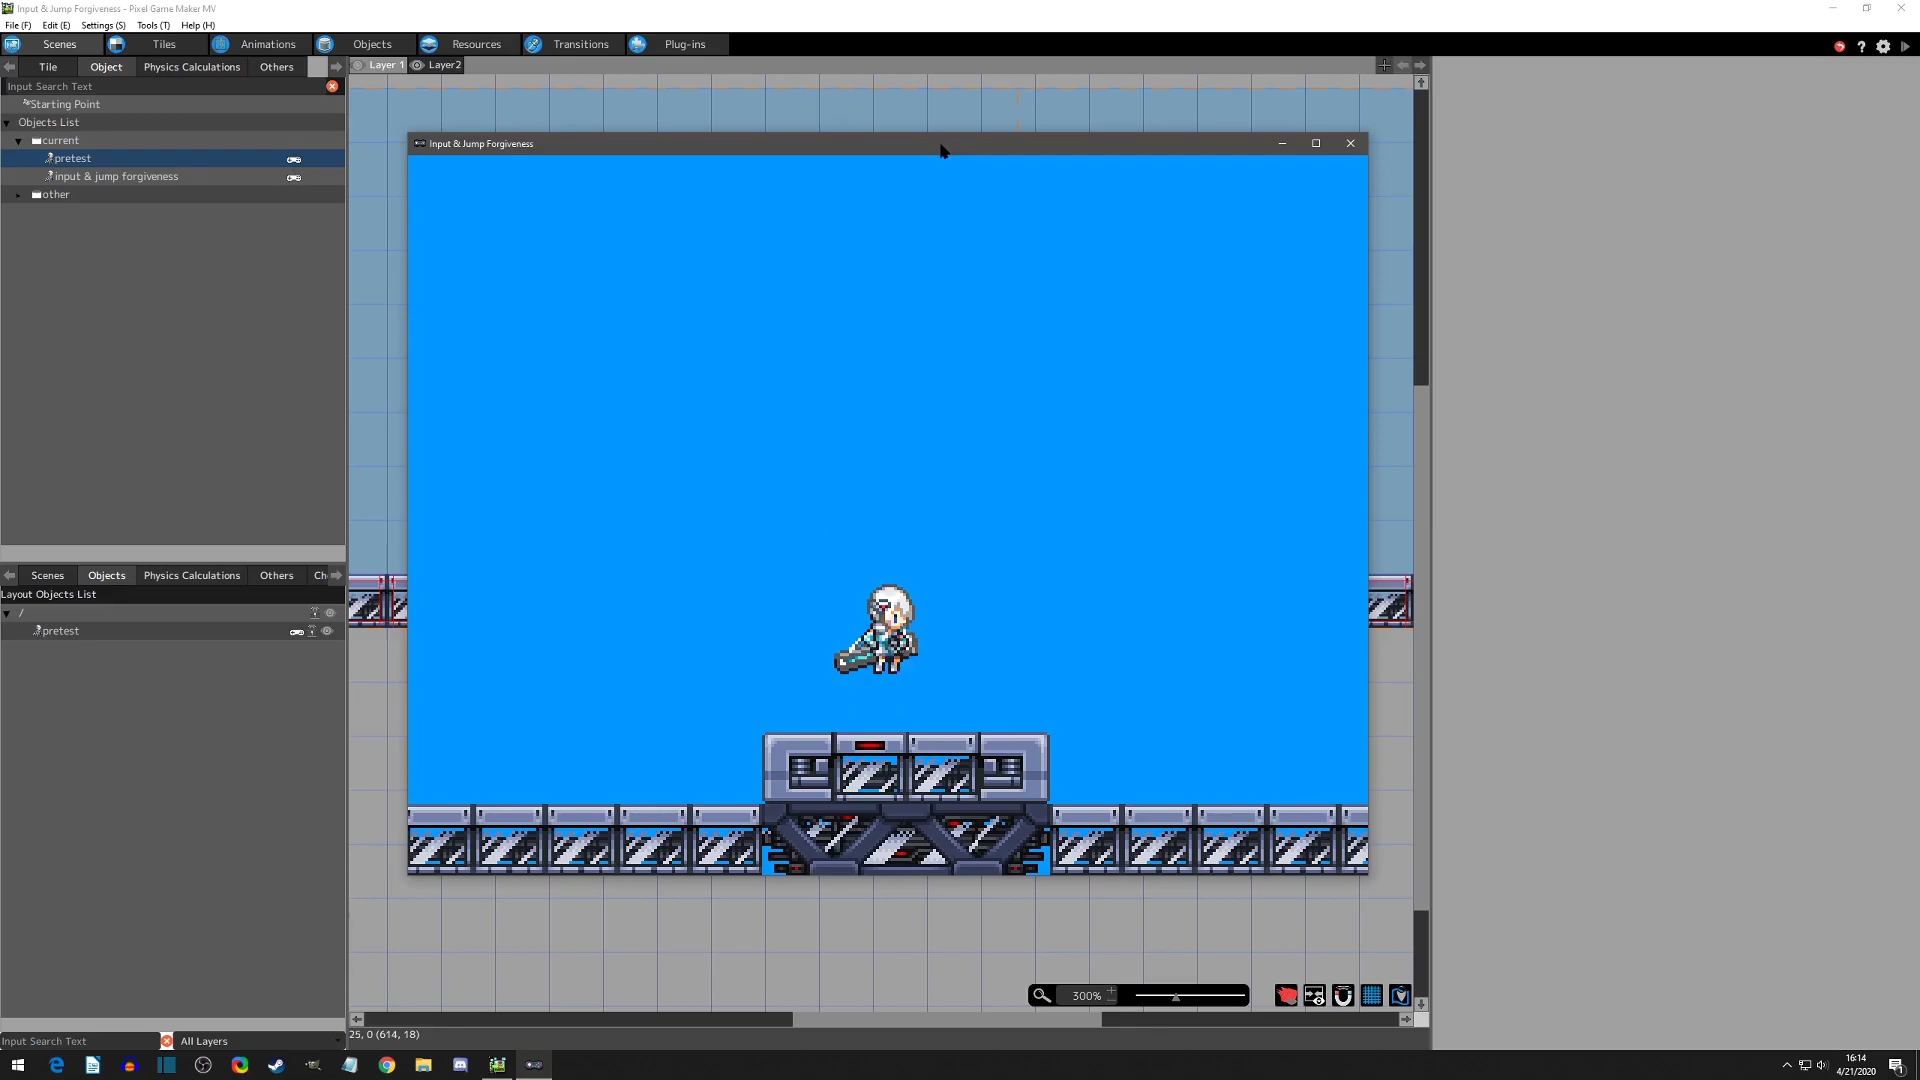 Input & Jump Forgiveness - Pixel Game Maker MV
File (F) Edit (E) Settings (S) Tools (T) Help (H)
Scenes Tiles Animations Objects Resources Transitions Plug-ins
Tile Object Physics Calculations Others
Layer 1 Layer2
Input Search Text
Starting Point
Objects List
current
pretest
input & jump forgiveness
other
Input & Jump Forgiveness
Scenes Objects Physics Calculations Others Ch
Layout Objects List
/
pretest
300%
Input Search Text All Layers
25, 0 (614, 18)
16:14
4/21/2020